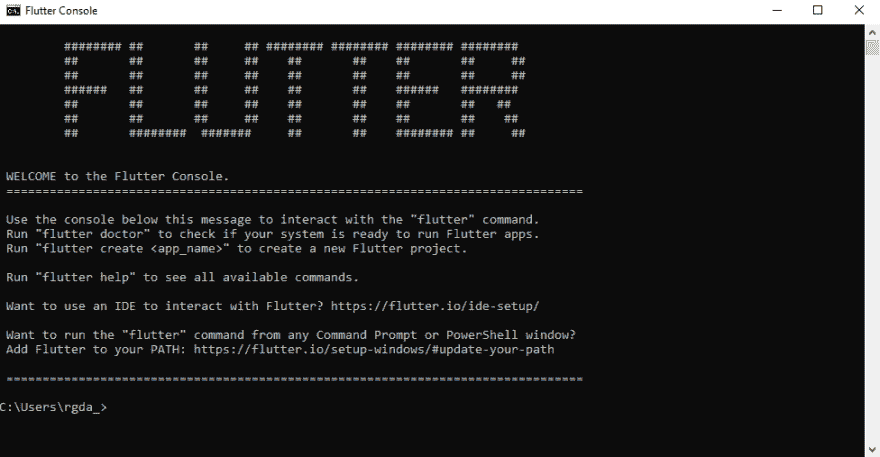 Flutter Console
FLUTTER
WELCOME to the Flutter Console.
================================================================================
Use the console below this message to interact with the "flutter" command.
Run "flutter doctor" to check if your system is ready to run Flutter apps.
Run "flutter create <app_name>" to create a new Flutter project.
Run "flutter help" to see all available commands.
Want to use an IDE to interact with Flutter? https://flutter.io/ide-setup/
Want to run the "flutter" command from any Command Prompt or PowerShell window?
Add Flutter to your PATH: https://flutter.io/setup-windows/#update-your-path
================================================================================
C:\Users\rgda_>